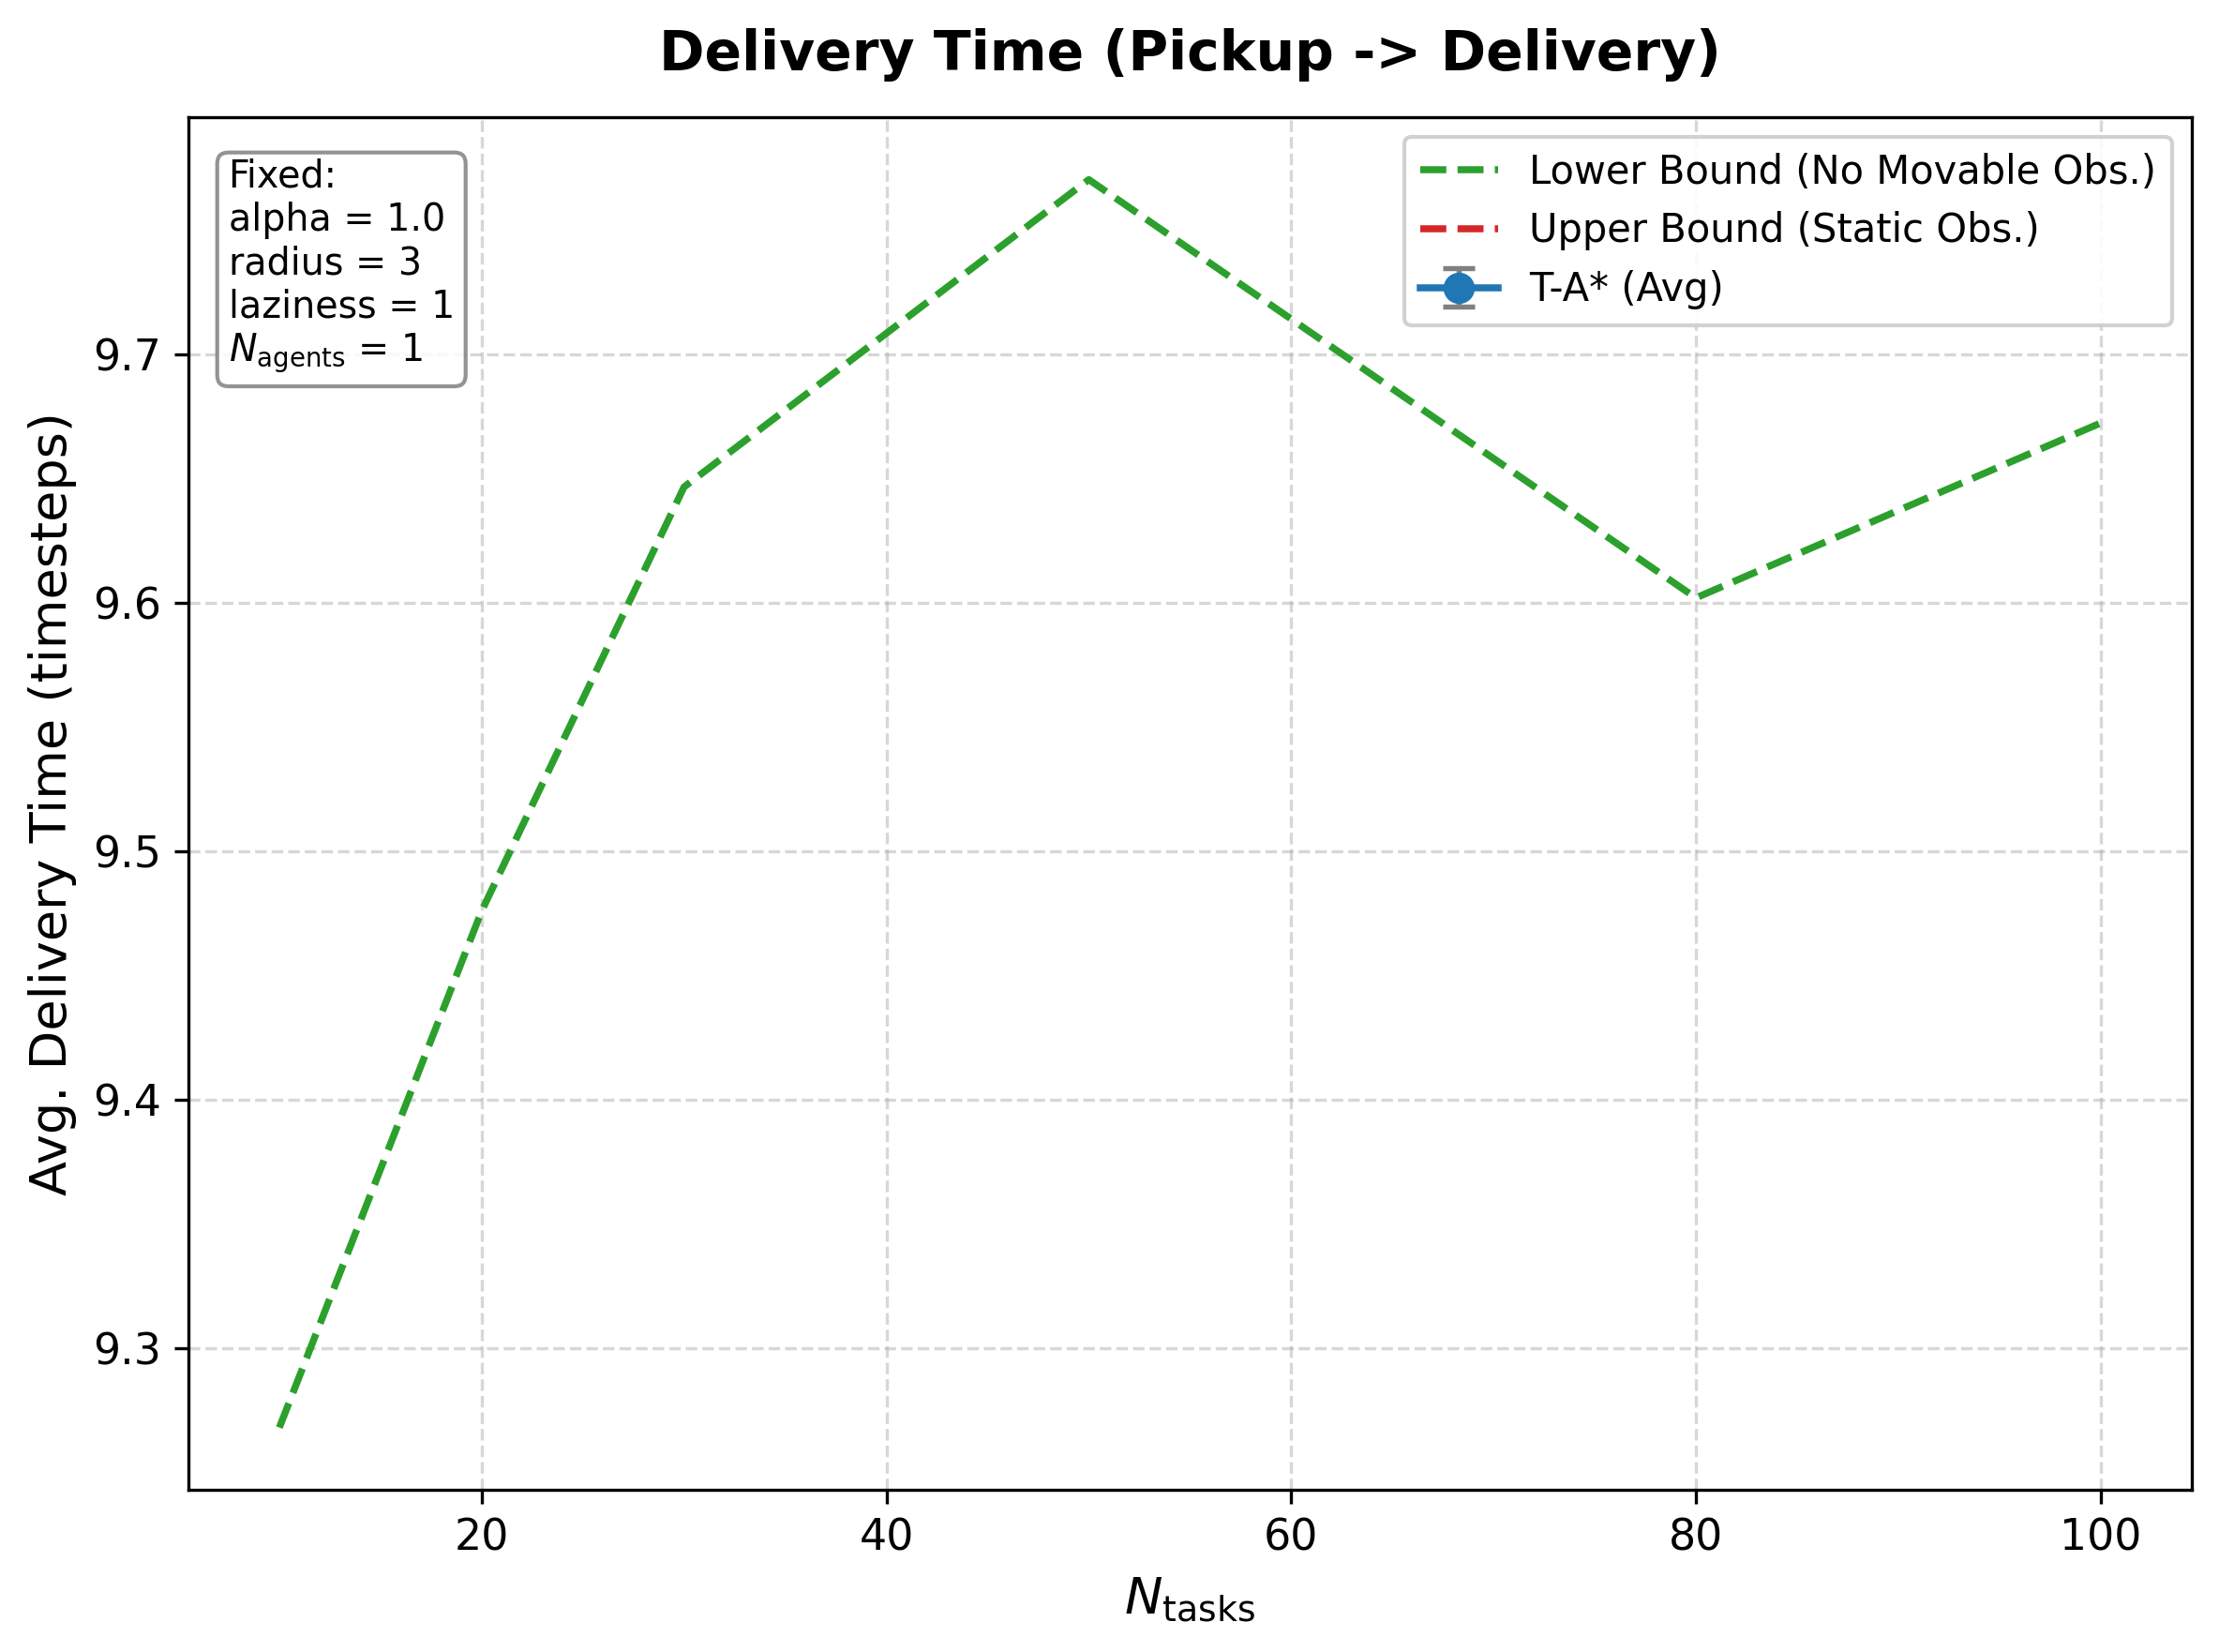 Delivery Time (Pickup -> Delivery)
Fixed:
alpha = 1.0
radius = 3
laziness = 1
N_agents = 1
Lower Bound (No Movable Obs.)
Upper Bound (Static Obs.)
T-A* (Avg)
Avg. Delivery Time (timesteps)
9.7
9.6
9.5
9.4
9.3
20 40 60 80 100
N_tasks